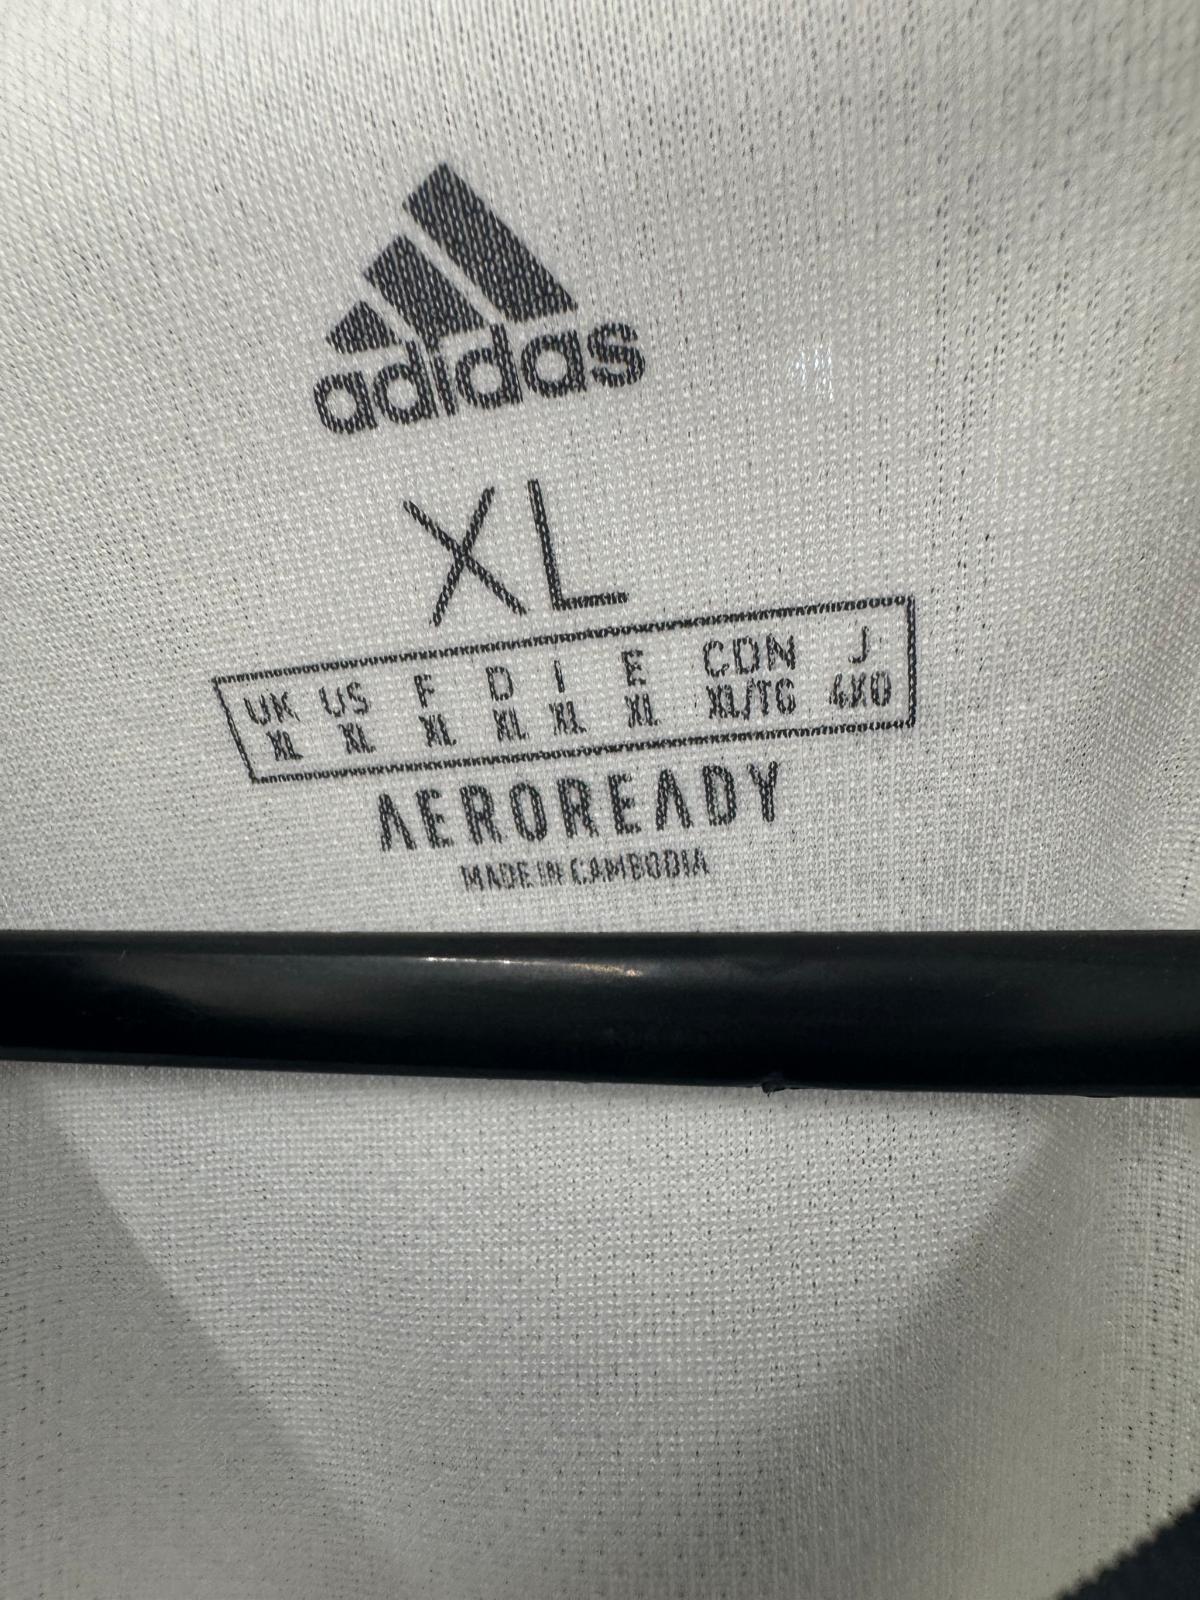 adidas
XL
UK US F D I E CDN J
XL XL XL XL XL XL XL/TG 4XO
AEROREADY
MADE IN CAMBODIA